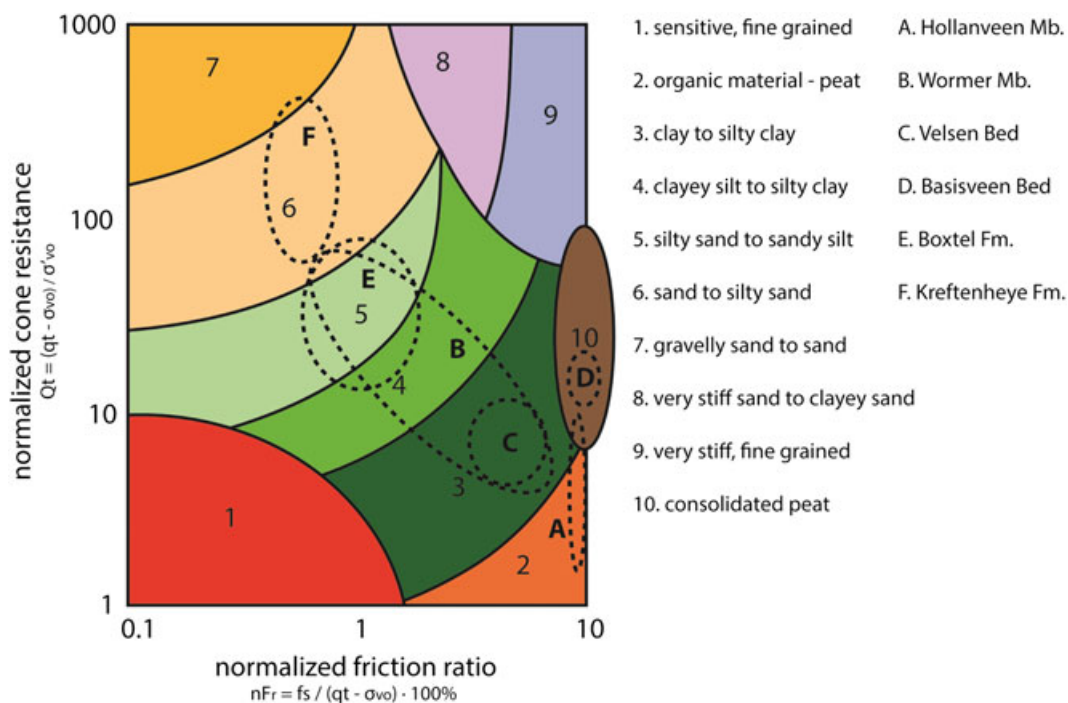 1000
100
10
1
0.1
1
10
normalized cone resistance
Qt = (qt - σvo) / σ'vo
normalized friction ratio
nFr = fs / (qt - σvo) · 100%
7
8
9
F
6
E
5
B
4
10
D
C
3
A
2
1
1. sensitive, fine grained
2. organic material - peat
3. clay to silty clay
4. clayey silt to silty clay
5. silty sand to sandy silt
6. sand to silty sand
7. gravelly sand to sand
8. very stiff sand to clayey sand
9. very stiff, fine grained
10. consolidated peat
A. Hollanveen Mb.
B. Wormer Mb.
C. Velsen Bed
D. Basisveen Bed
E. Boxtel Fm.
F. Kreftenheye Fm.